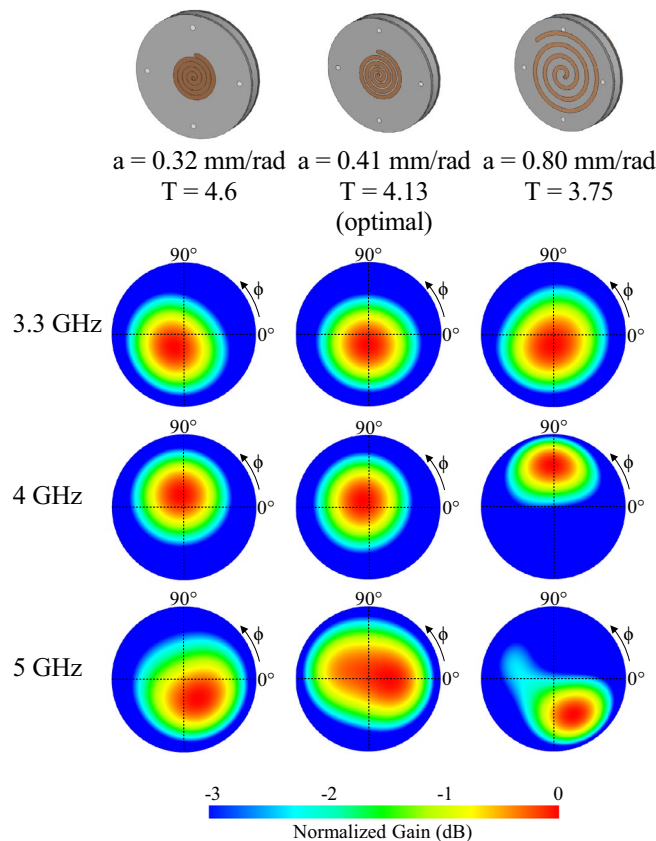 a = 0.32 mm/rad a = 0.41 mm/rad a = 0.80 mm/rad
T = 4.6 T = 4.13 T = 3.75
(optimal)
90° 90° 90°
ϕ ϕ ϕ
3.3 GHz 0° 0° 0°
90° 90° 90°
ϕ ϕ ϕ
4 GHz 0° 0° 0°
90° 90° 90°
ϕ ϕ ϕ
5 GHz 0° 0° 0°
-3 -2 -1 0
Normalized Gain (dB)